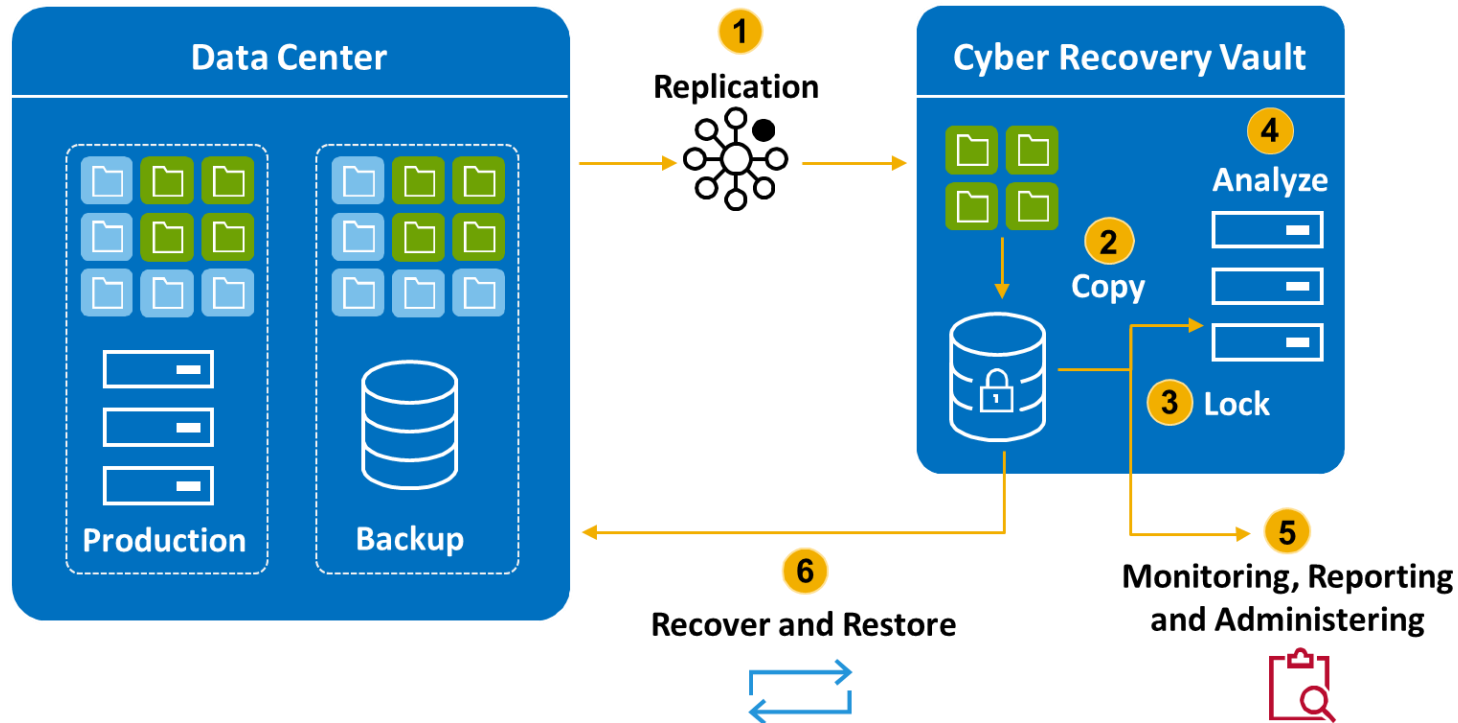 Data Center
Production
Backup
1
Replication
Cyber Recovery Vault
2
Copy
3 Lock
4
Analyze
5
Monitoring, Reporting
and Administering
6
Recover and Restore